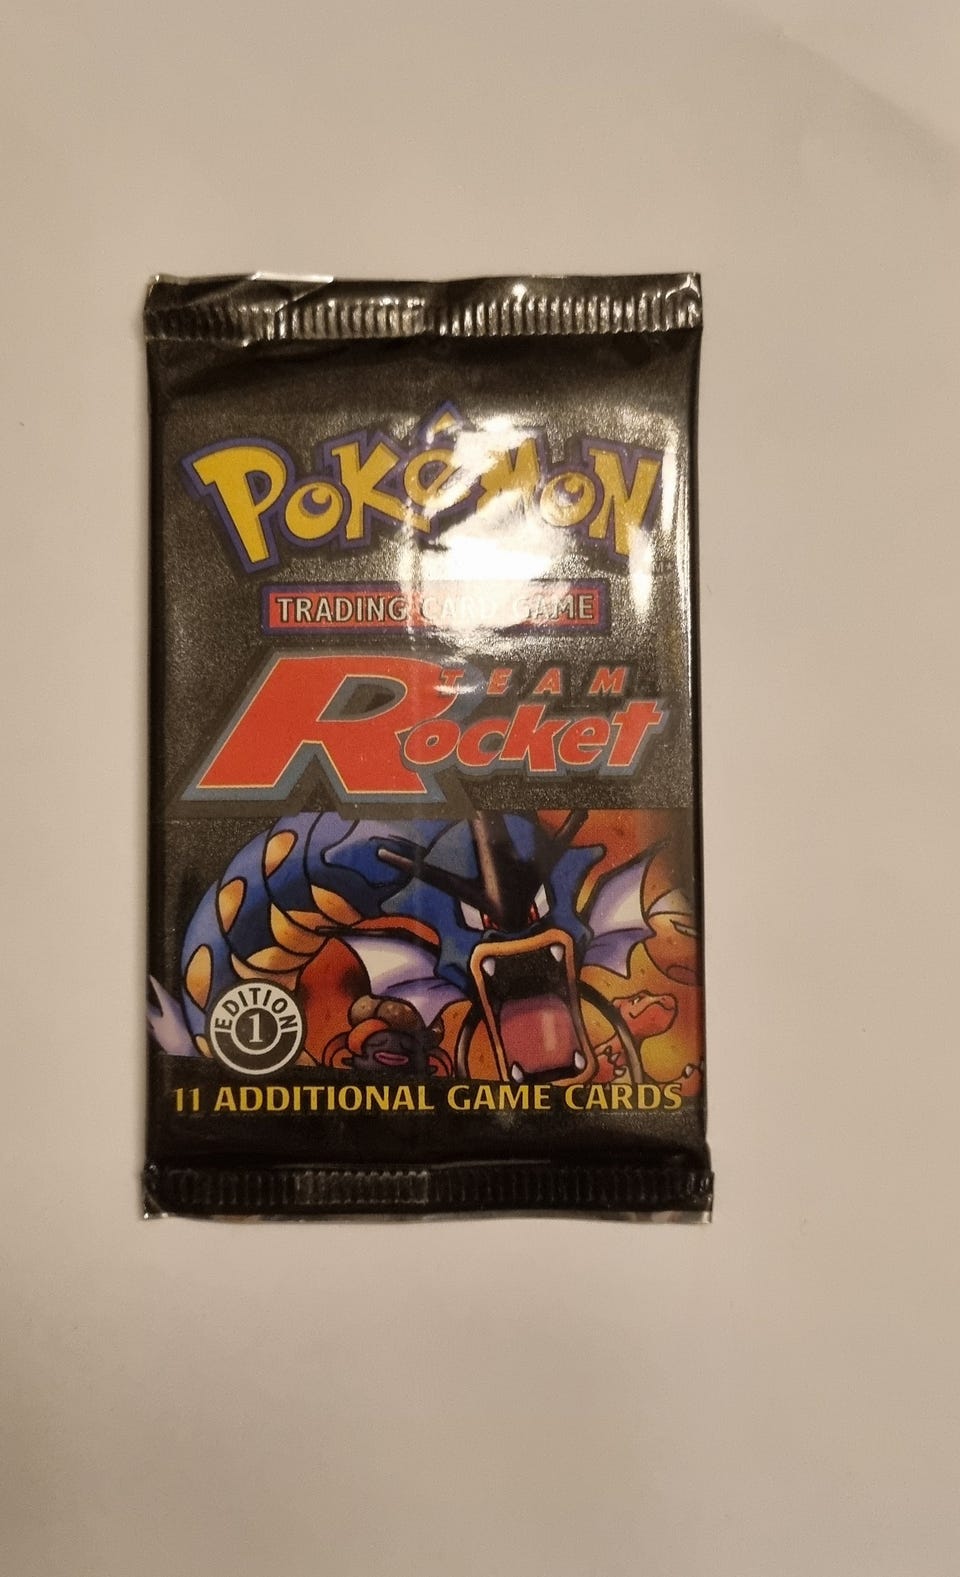 POKéMON
TRADING CARD GAME
TEAM
Rocket
EDITION
1
11 ADDITIONAL GAME CARDS